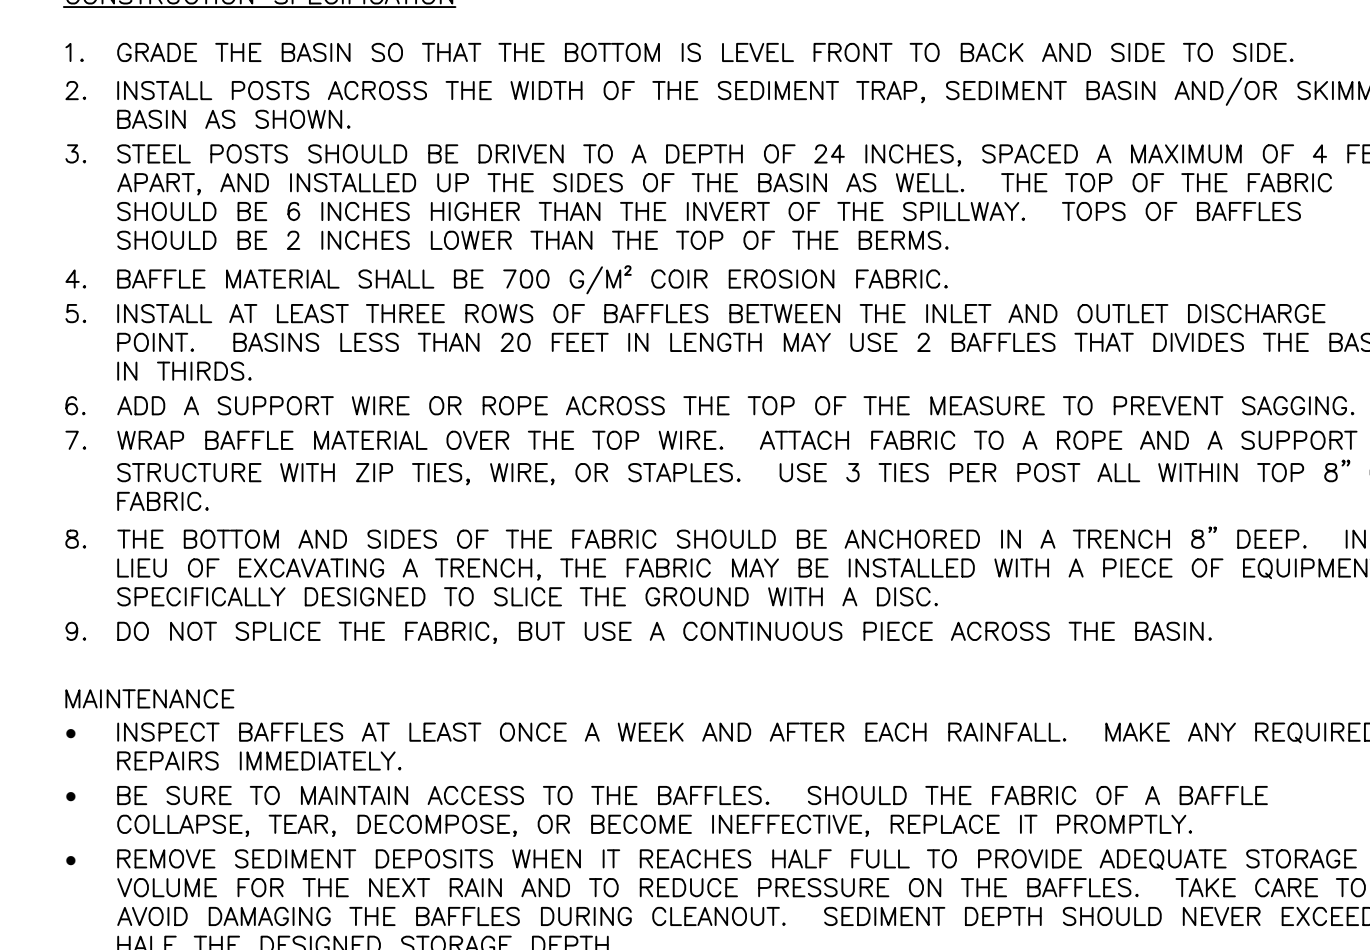 CONSTRUCTION SPECIFICATION
1. GRADE THE BASIN SO THAT THE BOTTOM IS LEVEL FRONT TO BACK AND SIDE TO SIDE.
2. INSTALL POSTS ACROSS THE WIDTH OF THE SEDIMENT TRAP, SEDIMENT BASIN AND/OR SKIMM
BASIN AS SHOWN.
3. STEEL POSTS SHOULD BE DRIVEN TO A DEPTH OF 24 INCHES, SPACED A MAXIMUM OF 4 FE
APART, AND INSTALLED UP THE SIDES OF THE BASIN AS WELL. THE TOP OF THE FABRIC
SHOULD BE 6 INCHES HIGHER THAN THE INVERT OF THE SPILLWAY. TOPS OF BAFFLES
SHOULD BE 2 INCHES LOWER THAN THE TOP OF THE BERMS.
4. BAFFLE MATERIAL SHALL BE 700 G/M² COIR EROSION FABRIC.
5. INSTALL AT LEAST THREE ROWS OF BAFFLES BETWEEN THE INLET AND OUTLET DISCHARGE
POINT. BASINS LESS THAN 20 FEET IN LENGTH MAY USE 2 BAFFLES THAT DIVIDES THE BAS
IN THIRDS.
6. ADD A SUPPORT WIRE OR ROPE ACROSS THE TOP OF THE MEASURE TO PREVENT SAGGING.
7. WRAP BAFFLE MATERIAL OVER THE TOP WIRE. ATTACH FABRIC TO A ROPE AND A SUPPORT
STRUCTURE WITH ZIP TIES, WIRE, OR STAPLES. USE 3 TIES PER POST ALL WITHIN TOP 8”
FABRIC.
8. THE BOTTOM AND SIDES OF THE FABRIC SHOULD BE ANCHORED IN A TRENCH 8” DEEP. IN
LIEU OF EXCAVATING A TRENCH, THE FABRIC MAY BE INSTALLED WITH A PIECE OF EQUIPMEN
SPECIFICALLY DESIGNED TO SLICE THE GROUND WITH A DISC.
9. DO NOT SPLICE THE FABRIC, BUT USE A CONTINUOUS PIECE ACROSS THE BASIN.
MAINTENANCE
• INSPECT BAFFLES AT LEAST ONCE A WEEK AND AFTER EACH RAINFALL. MAKE ANY REQUIRED
REPAIRS IMMEDIATELY.
• BE SURE TO MAINTAIN ACCESS TO THE BAFFLES. SHOULD THE FABRIC OF A BAFFLE
COLLAPSE, TEAR, DECOMPOSE, OR BECOME INEFFECTIVE, REPLACE IT PROMPTLY.
• REMOVE SEDIMENT DEPOSITS WHEN IT REACHES HALF FULL TO PROVIDE ADEQUATE STORAGE
VOLUME FOR THE NEXT RAIN AND TO REDUCE PRESSURE ON THE BAFFLES. TAKE CARE TO
AVOID DAMAGING THE BAFFLES DURING CLEANOUT. SEDIMENT DEPTH SHOULD NEVER EXCEED
HALF THE DESIGNED STORAGE DEPTH